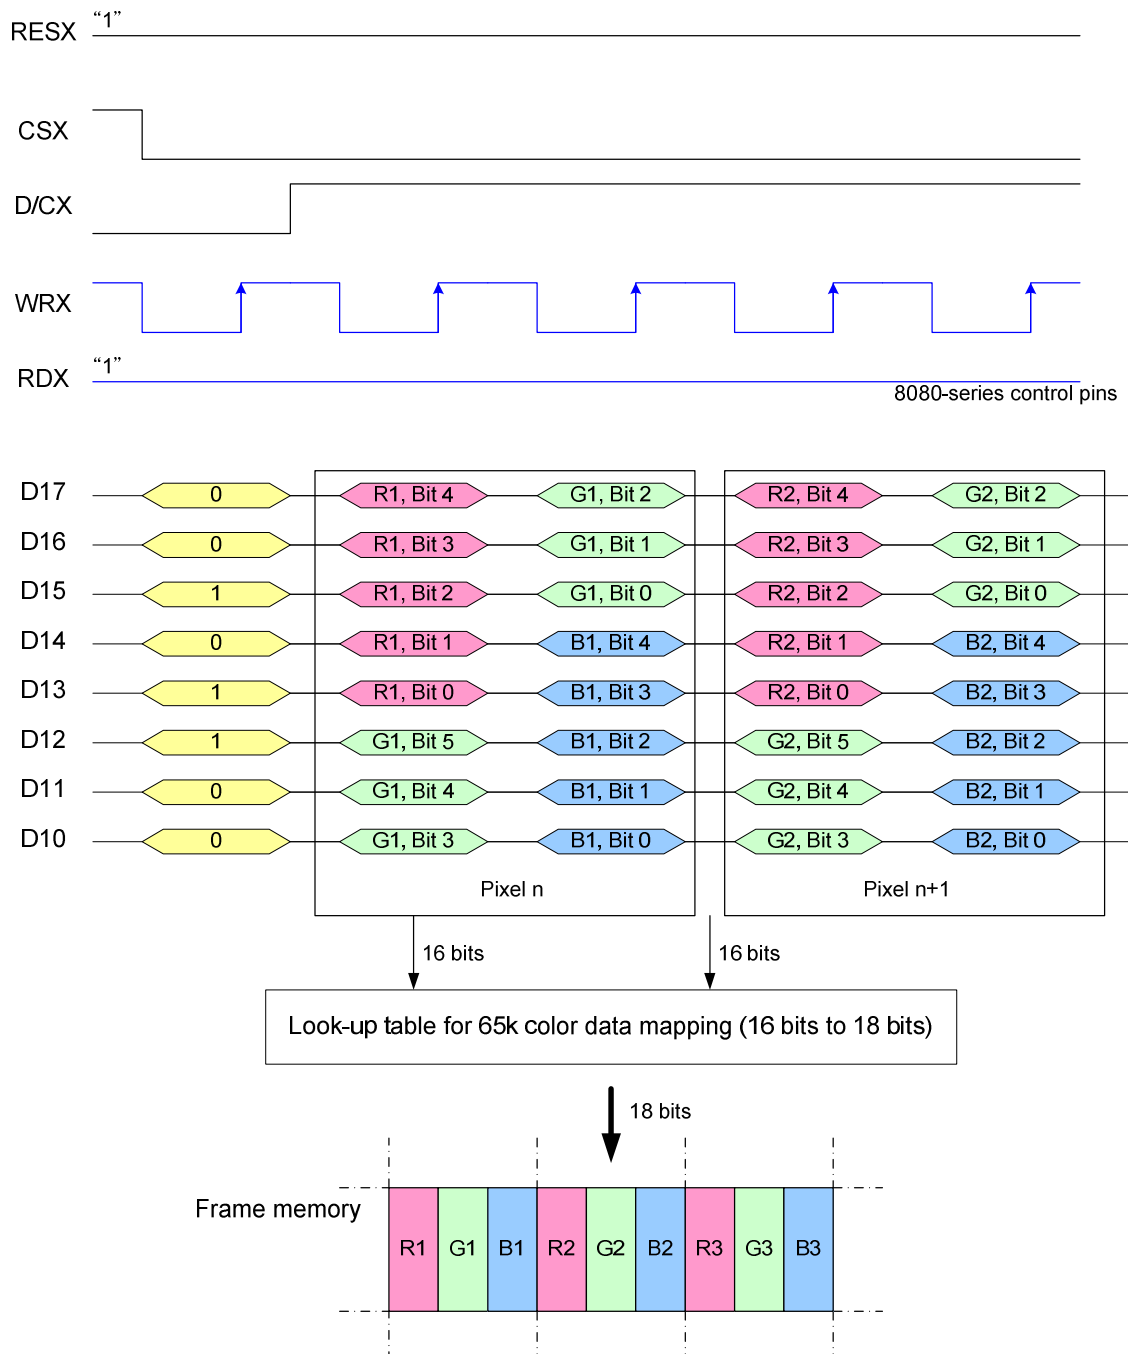 RESX “1”
CSX
D/CX
WRX
RDX “1”
8080-series control pins
D17 0 R1, Bit 4 G1, Bit 2 R2, Bit 4 G2, Bit 2
D16 0 R1, Bit 3 G1, Bit 1 R2, Bit 3 G2, Bit 1
D15 1 R1, Bit 2 G1, Bit 0 R2, Bit 2 G2, Bit 0
D14 0 R1, Bit 1 B1, Bit 4 R2, Bit 1 B2, Bit 4
D13 1 R1, Bit 0 B1, Bit 3 R2, Bit 0 B2, Bit 3
D12 1 G1, Bit 5 B1, Bit 2 G2, Bit 5 B2, Bit 2
D11 0 G1, Bit 4 B1, Bit 1 G2, Bit 4 B2, Bit 1
D10 0 G1, Bit 3 B1, Bit 0 G2, Bit 3 B2, Bit 0
Pixel n Pixel n+1
16 bits 16 bits
Look-up table for 65k color data mapping (16 bits to 18 bits)
18 bits
Frame memory
R1 G1 B1 R2 G2 B2 R3 G3 B3